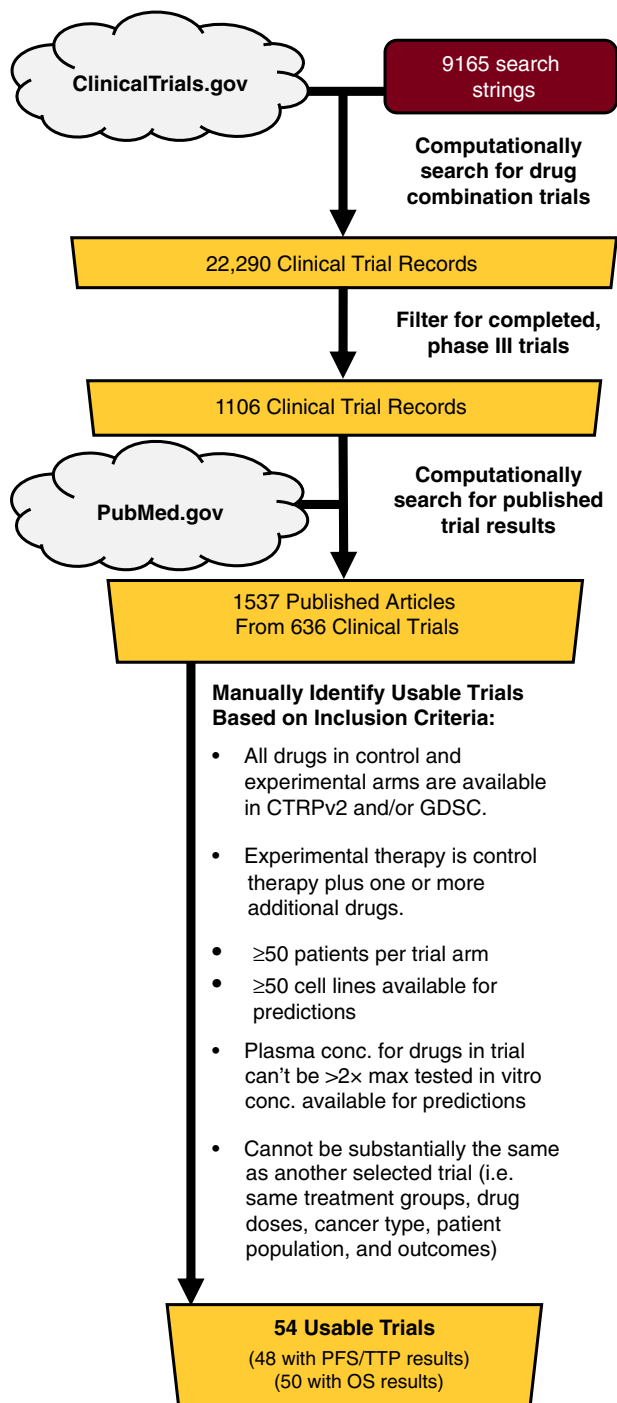 ClinicalTrials.gov
9165 search
strings
Computationally
search for drug
combination trials
22,290 Clinical Trial Records
Filter for completed,
phase III trials
1106 Clinical Trial Records
PubMed.gov
Computationally
search for published
trial results
1537 Published Articles
From 636 Clinical Trials
Manually Identify Usable Trials
Based on Inclusion Criteria:
• All drugs in control and
experimental arms are available
in CTRPv2 and/or GDSC.
• Experimental therapy is control
therapy plus one or more
additional drugs.
• ≥50 patients per trial arm
• ≥50 cell lines available for
predictions
• Plasma conc. for drugs in trial
can't be >2× max tested in vitro
conc. available for predictions
• Cannot be substantially the same
as another selected trial (i.e.
same treatment groups, drug
doses, cancer type, patient
population, and outcomes)
54 Usable Trials
(48 with PFS/TTP results)
(50 with OS results)